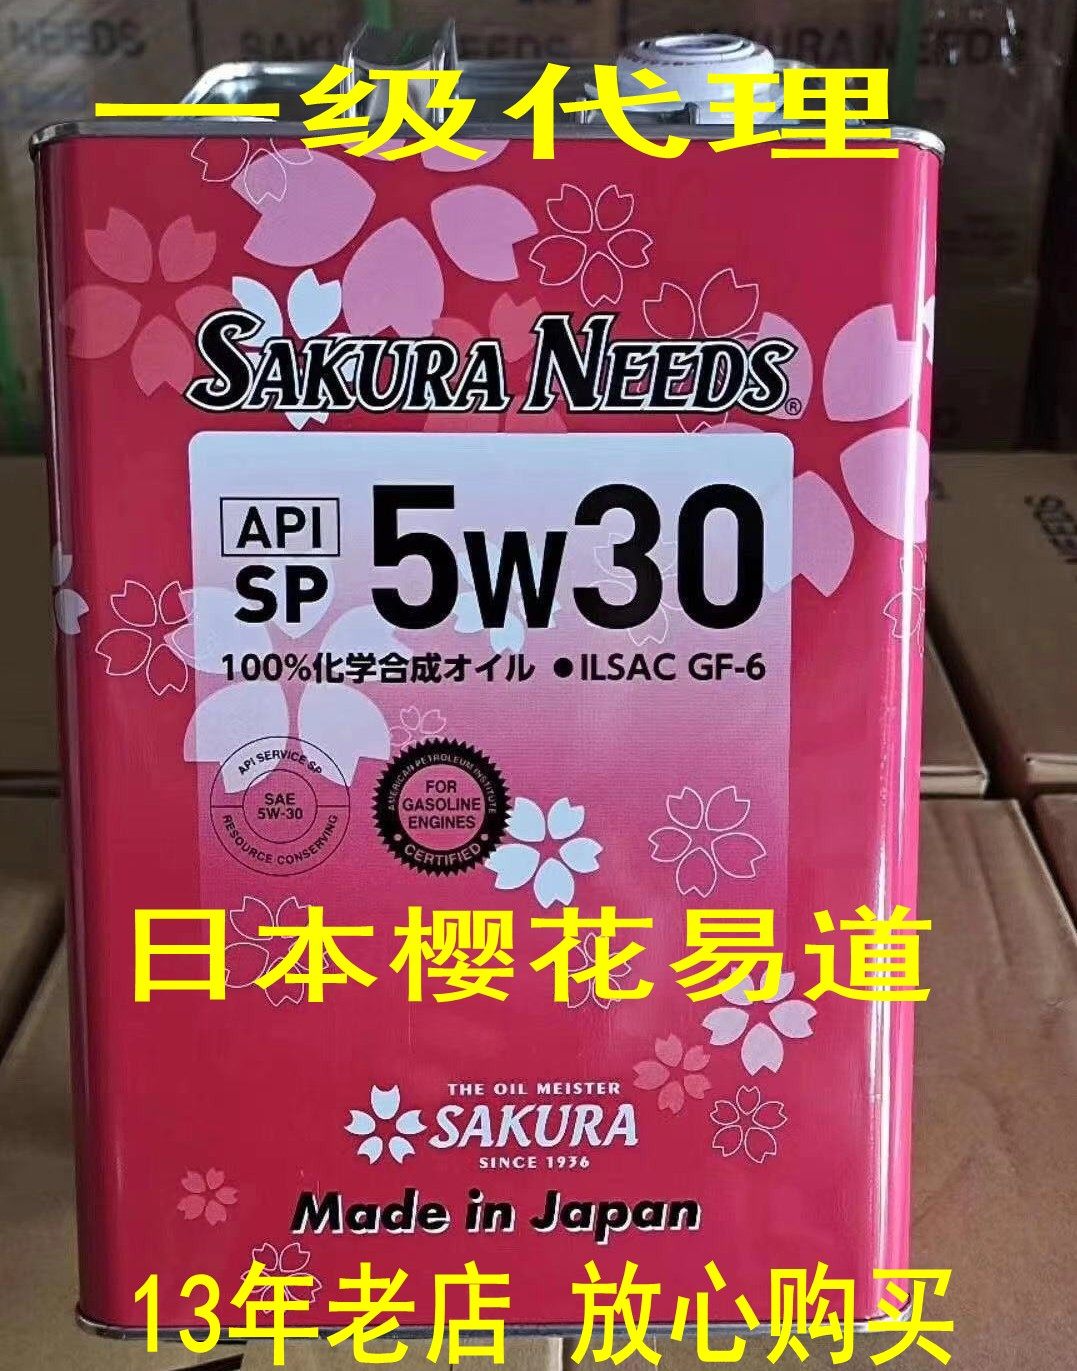 NEEDS
SAKURA NEEDS
一级代理
SAKURA NEEDS®
API
SP
5W30
100%化学合成オイル ●ILSAC GF-6
API SERVICE SP
SAE
5W-30
RESOURCE CONSERVING
AMERICAN PETROLEUM INSTITUTE
FOR
GASOLINE
ENGINES
• CERTIFIED •
日本樱花易道
THE OIL MEISTER
SAKURA
SINCE 1936
Made in Japan
13年老店 放心购买